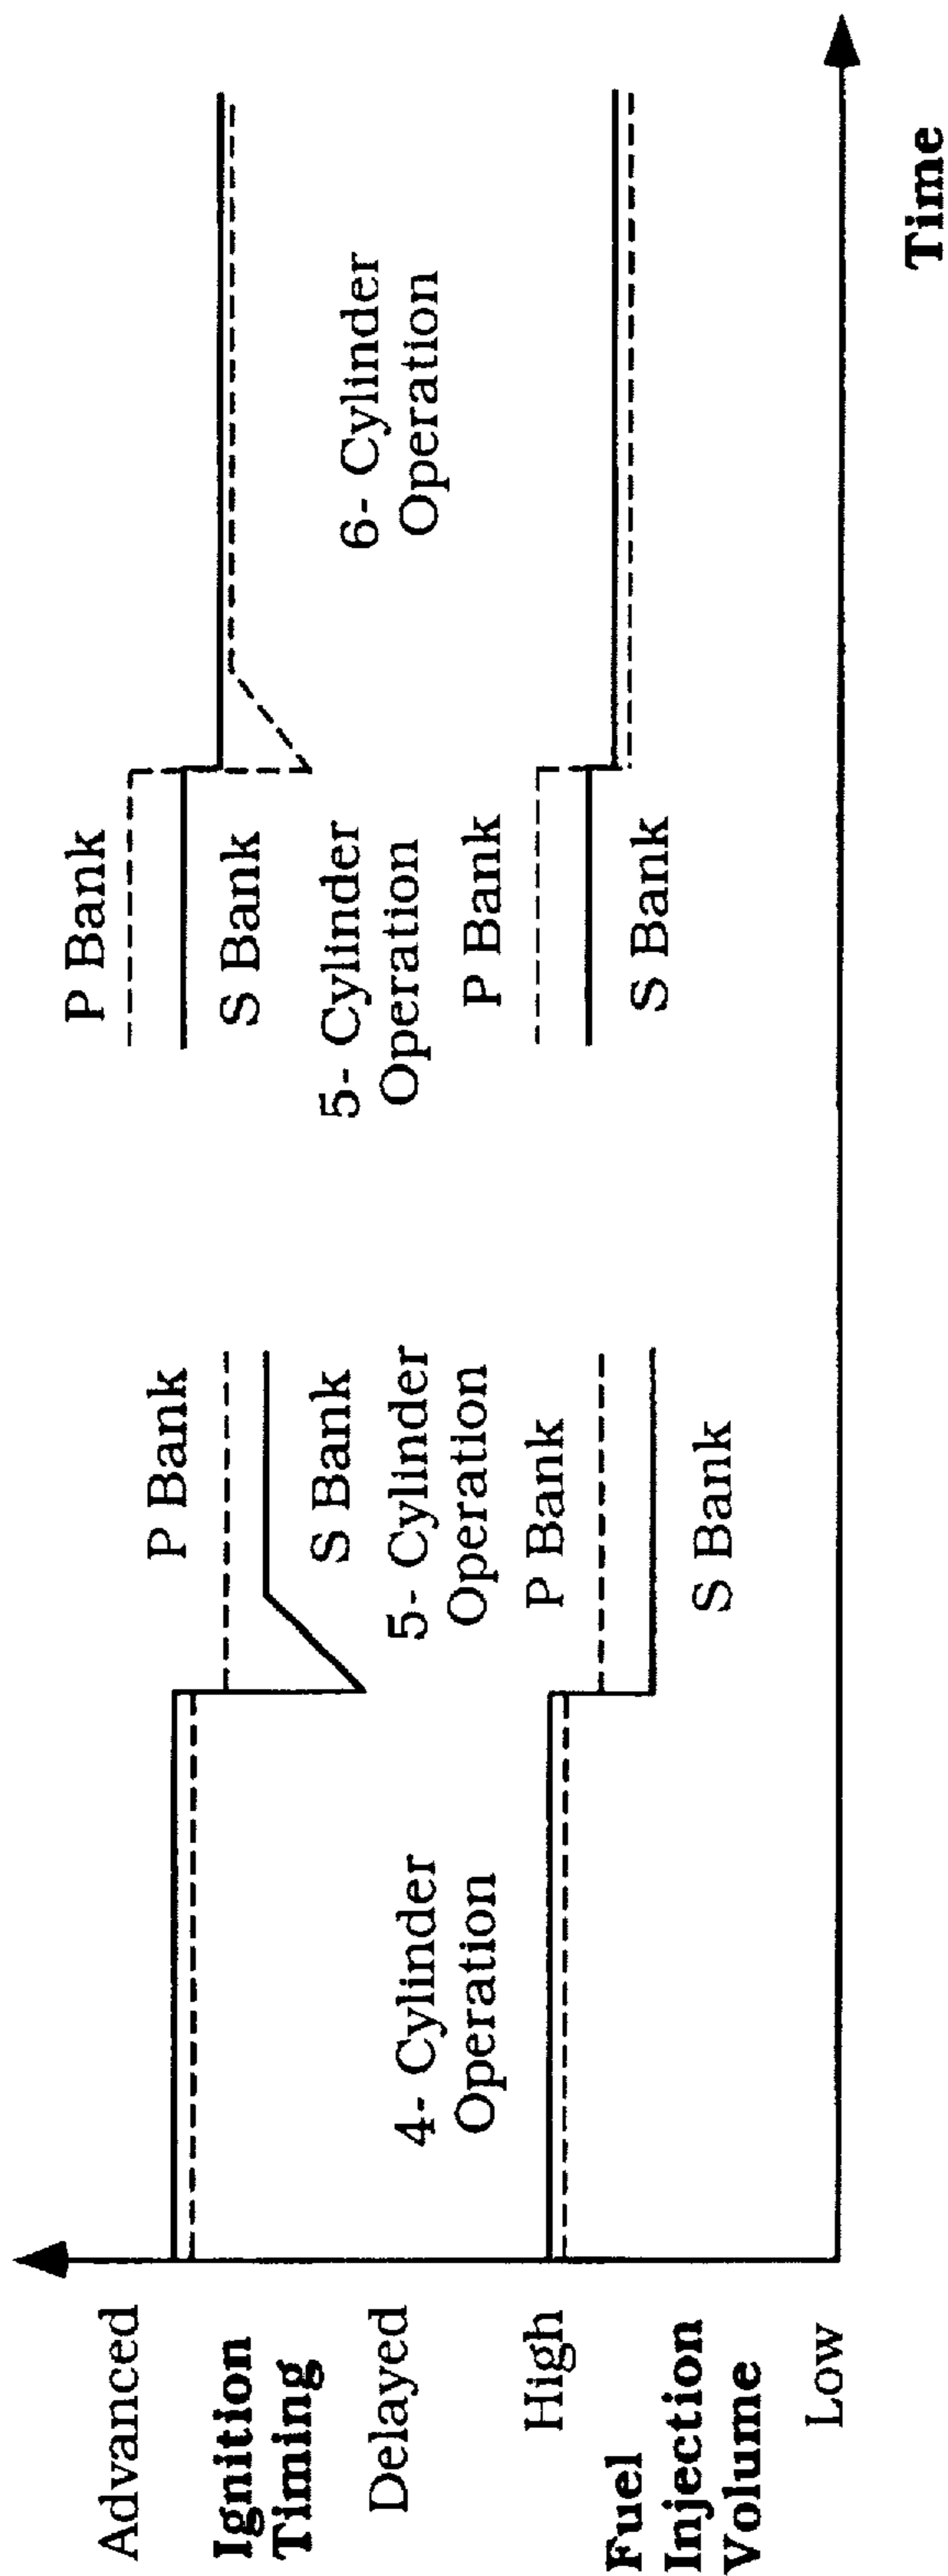 Advanced
Ignition
Timing
Delayed
High
Fuel
Injection
Volume
Low
4- Cylinder
Operation
P Bank
S Bank
5- Cylinder
Operation
P Bank
S Bank
P Bank
S Bank
5- Cylinder
Operation
P Bank
S Bank
6- Cylinder
Operation
Time